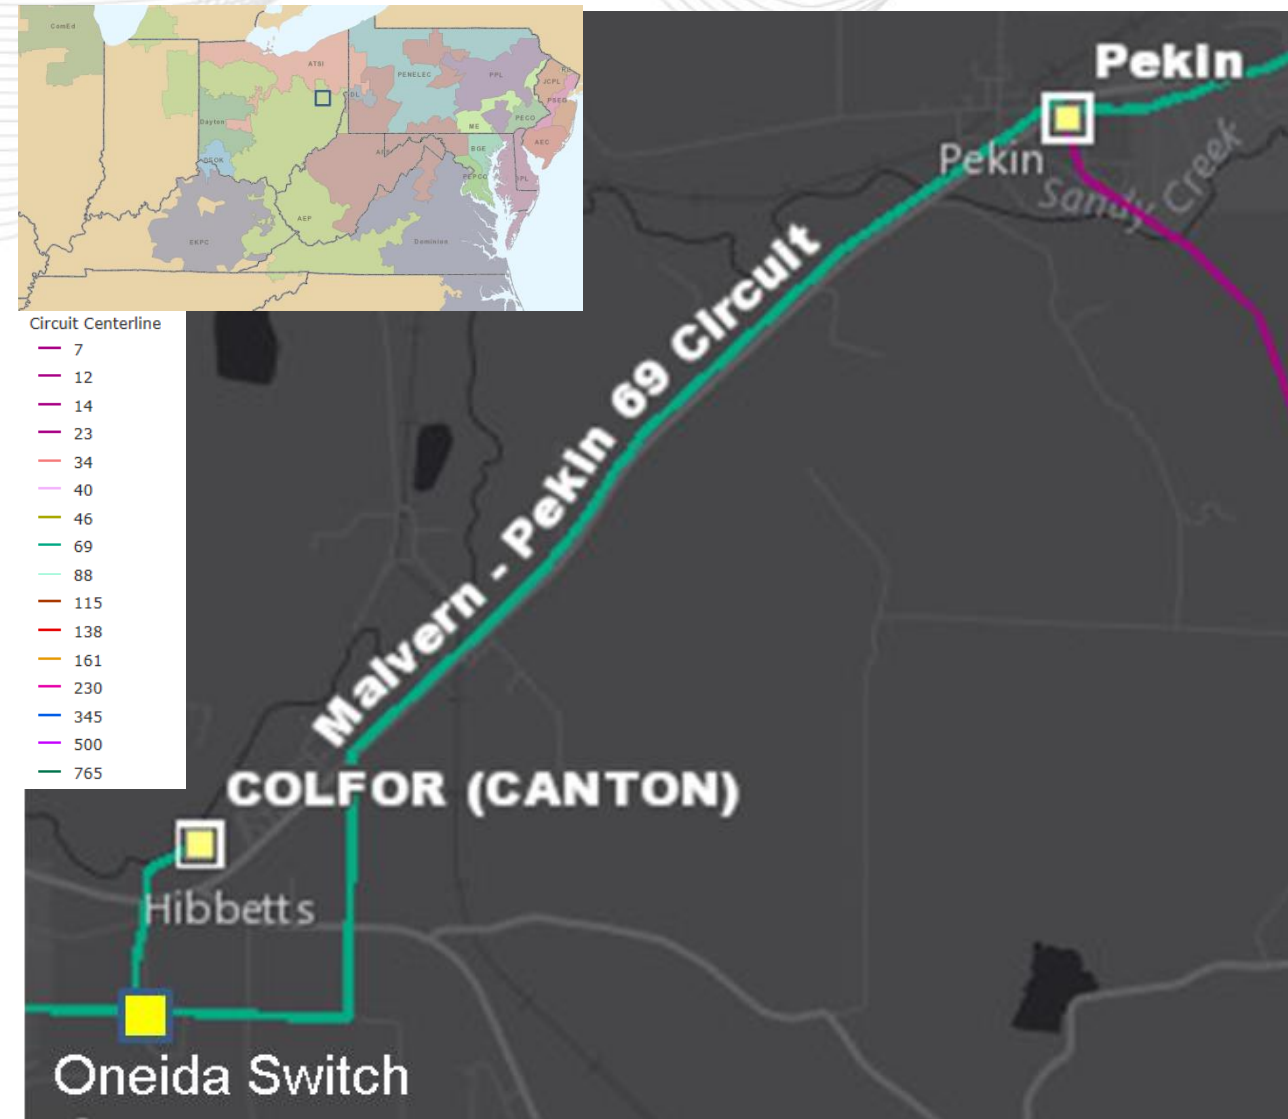 ComEd
ATSI
PENELEC
PPL
JCPL
RE
DL
PSEG
Dayton
ME
PECO
AEC
BGE
DEOK
PEPCO
DPL
AEP
EKPC
Dominion
Circuit Centerline
7
12
14
23
34
40
46
69
88
115
138
161
230
345
500
765
Pekin
Pekin
Sandy Creek
Malvern - Pekin 69 Circuit
COLFOR (CANTON)
Hibbetts
Oneida Switch